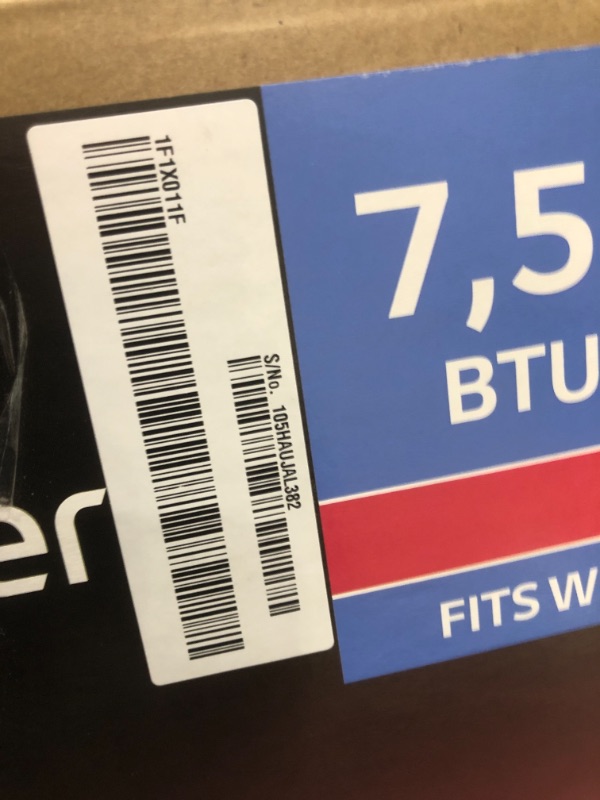 1F1X011F
S/No. 105HAUJAL382
7,5
BTU
FITS W
er